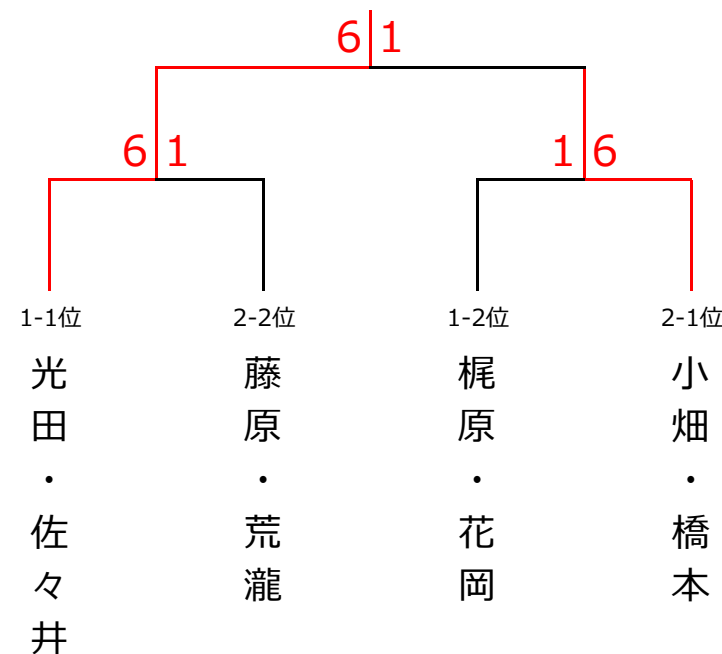 6 1
6 1
1 6
1-1位
2-2位
1-2位
2-1位
光田・佐々井
藤原・荒瀧
梶原・花岡
小畑・橋本